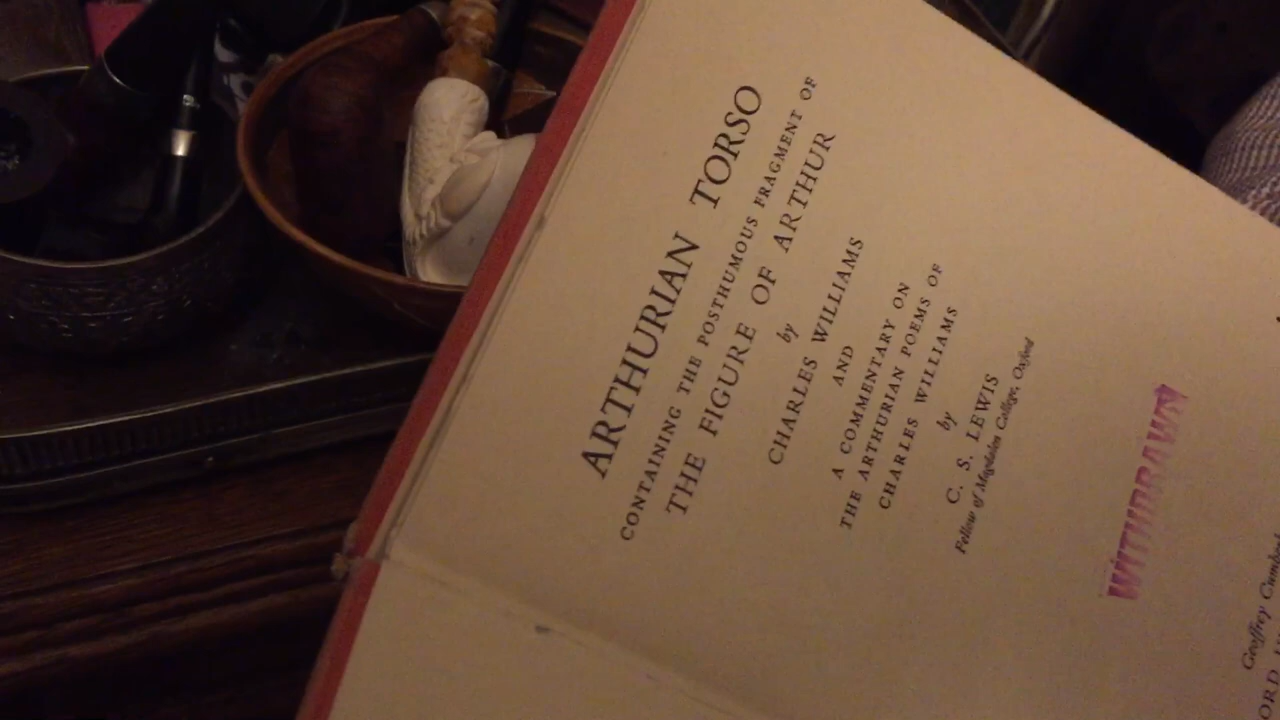 ARTHURIAN TORSO
CONTAINING THE POSTHUMOUS FRAGMENT OF
THE FIGURE OF ARTHUR
by
CHARLES WILLIAMS
AND
A COMMENTARY ON
THE ARTHURIAN POEMS OF
CHARLES WILLIAMS
by
C. S. LEWIS
Fellow of Magdalen College, Oxford
WITHDRAWN
Geoffrey